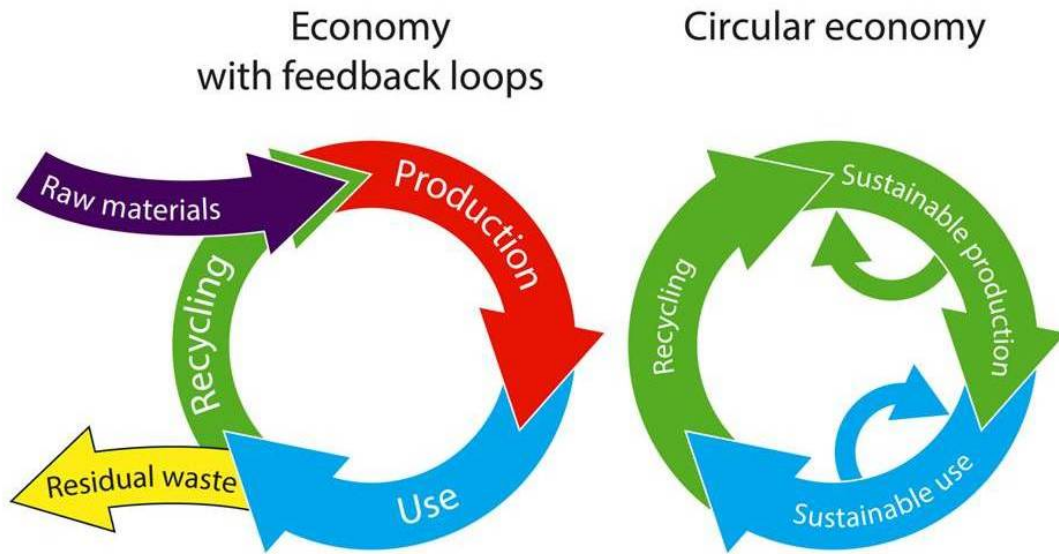 Economy
with feedback loops
Raw materials
Production
Recycling
Use
Residual waste
Circular economy
Sustainable production
Recycling
Sustainable use